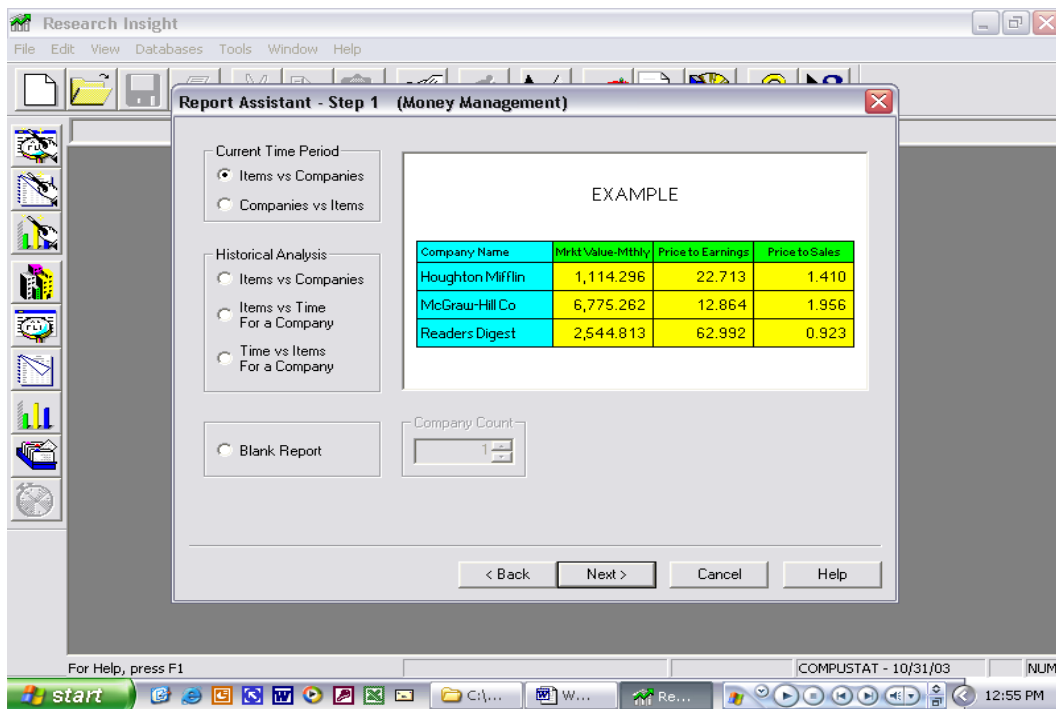 Research Insight
File Edit View Databases Tools Window Help
Report Assistant - Step 1 (Money Management)
Current Time Period
Items vs Companies
Companies vs Items
Historical Analysis
Items vs Companies
Items vs Time
For a Company
Time vs Items
For a Company
Blank Report
EXAMPLE
Company Name Mrkt Value-Mthly Price to Earnings Price to Sales
Houghton Mifflin 1,114.296 22.713 1.410
McGraw-Hill Co 6,775.262 12.864 1.956
Readers Digest 2,544.813 62.992 0.923
Company Count
1
< Back Next > Cancel Help
For Help, press F1 COMPUSTAT - 10/31/03 NUM
start C:\... W... Re... 12:55 PM